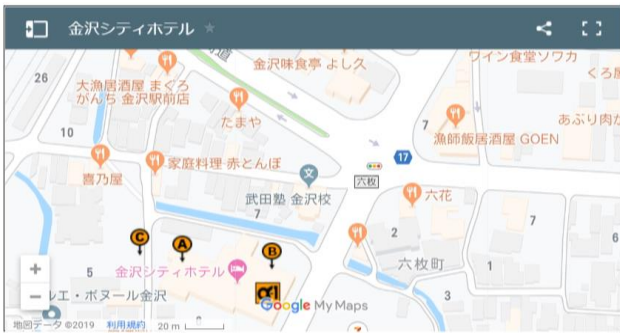 金沢シティホテル
金沢味食亭 よし久
ワイン食堂ソワカ
26
大漁居酒屋 まぐろ
がんち 金沢駅前店
たまや
くろ
あぶり肉か
10
7
漁師飯居酒屋 GOEN
17
喜乃屋
家庭料理 赤とんぼ
六枚
武田塾 金沢校
六花
7
7
2
6
C
A
B
5
金沢シティホテル
六枚町
1
3
ルエ・ボヌール金沢
Google My Maps
地図データ ©2019 利用規約 20 m